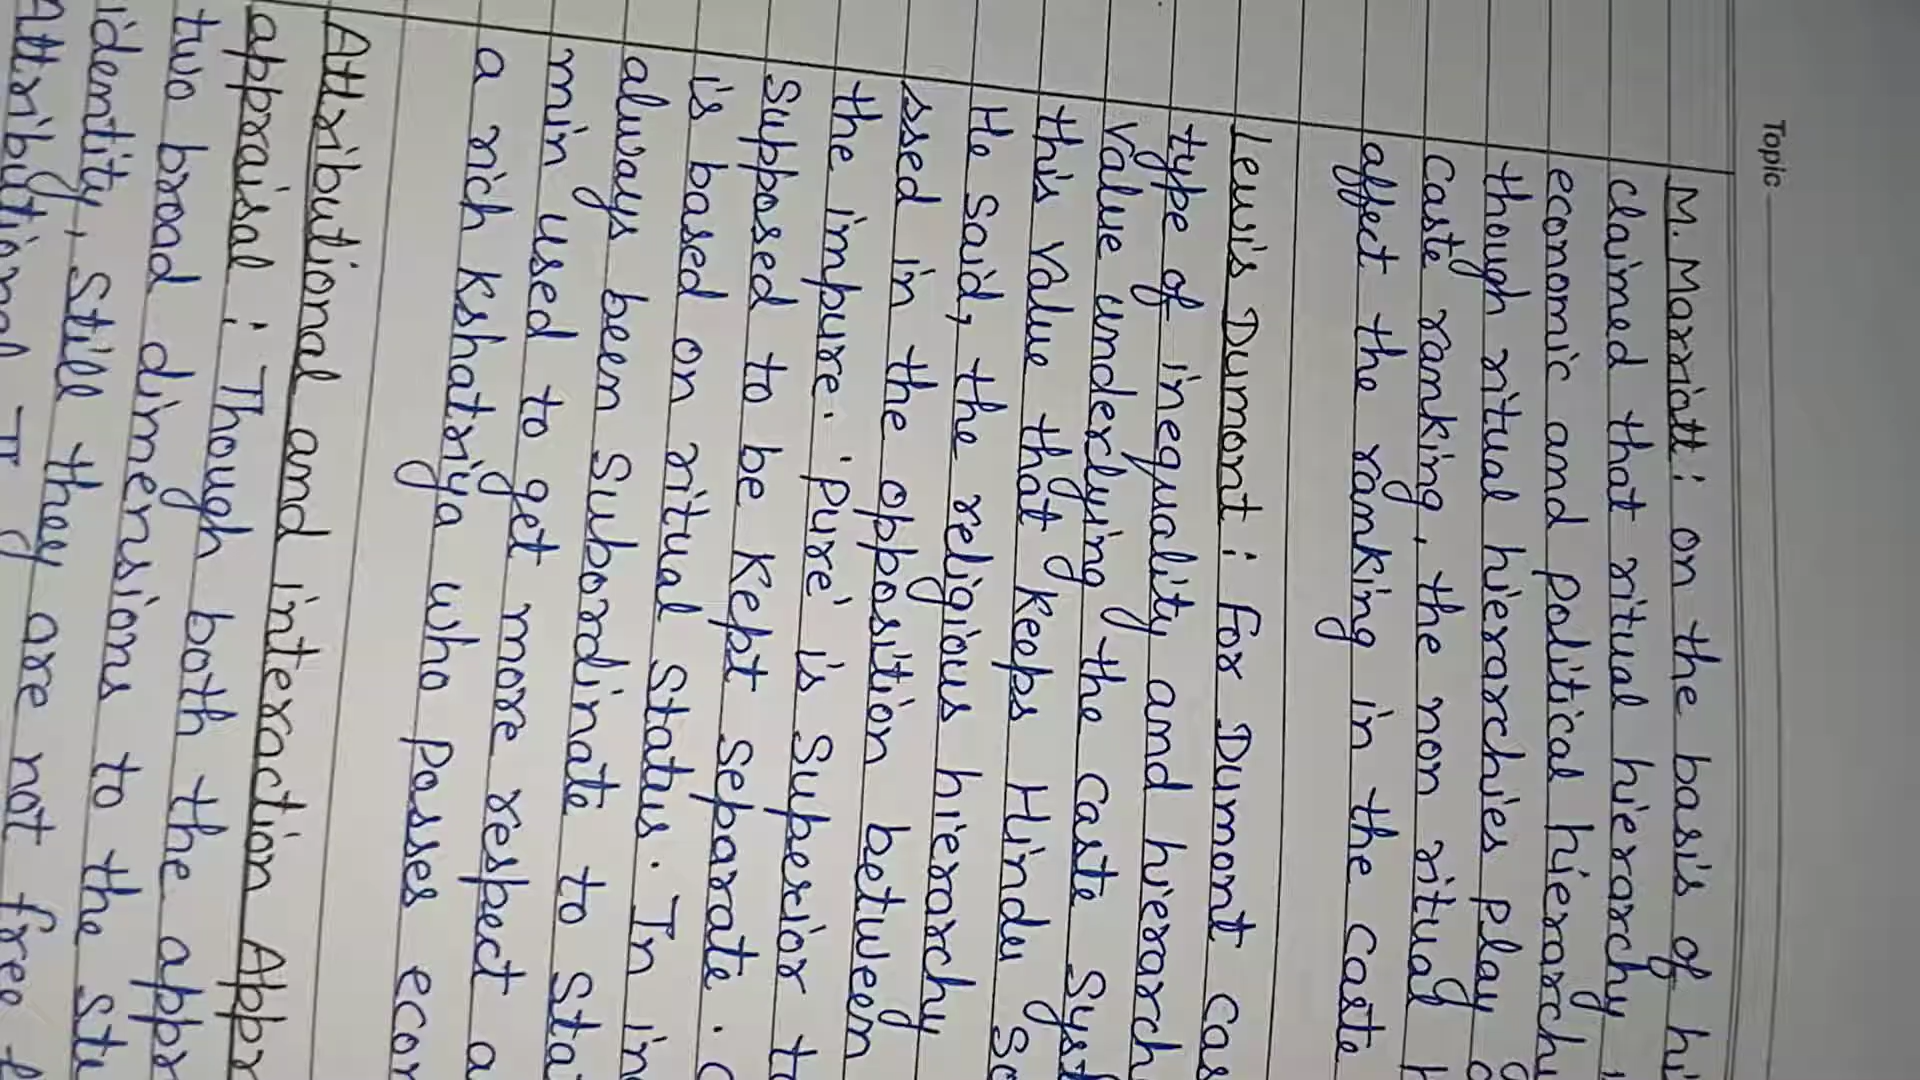 Topic
M. Marriott : on the basis of hi
claimed that ritual hierarchy
economic and political hierarch
though ritual hierarchies play
caste ranking, the non ritual h
affect the ranking in the caste
Lewis Dumont : for Dumont cas
type of inequality and hierarch
value underlying the caste syst
this value that keeps Hindu So
He said, the religious hierarchy
ssed in the opposition between
the impure. 'Pure' is superior t
Supposed to be kept separate.
is based on ritual status. In in
always been subordinate to sta
min used to get more respect a
a rich Kshatriya who posses econ
Attributional and interaction Appr
appraisal : Though both the appr
two broad dimensions to the stu
identity, still they are not free f
Attributional